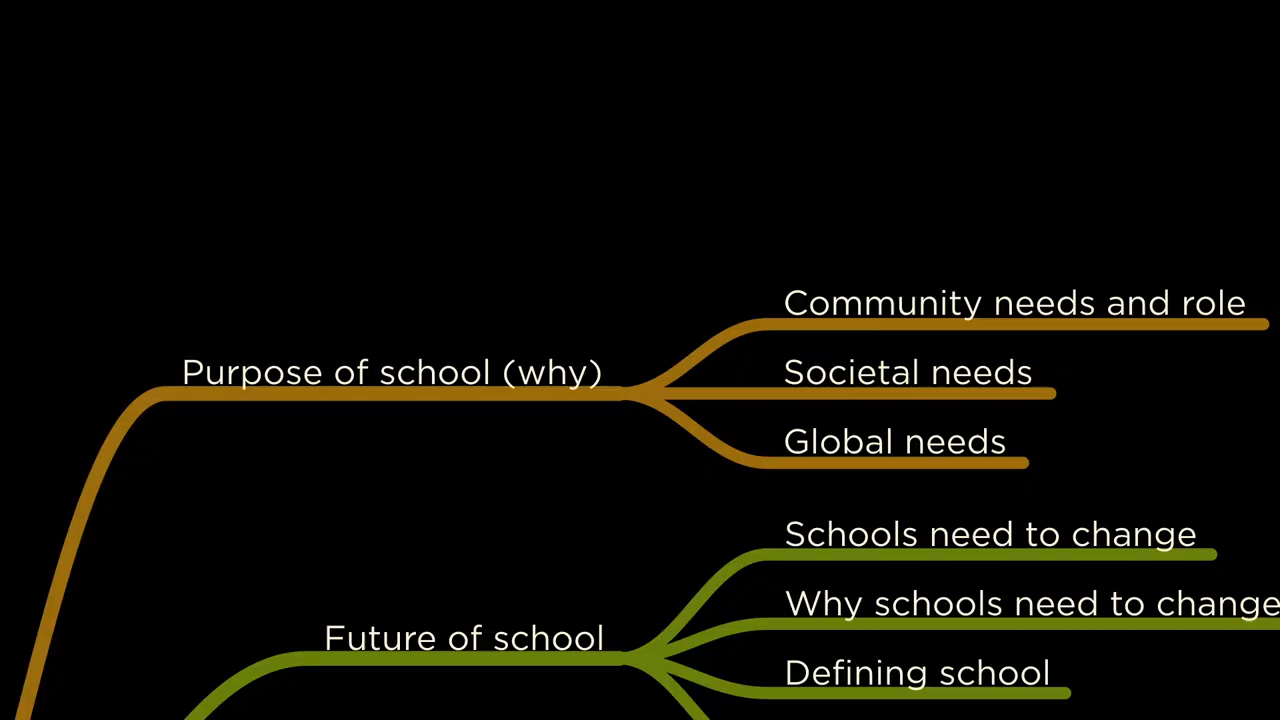 Community needs and role
Purpose of school (why)
Societal needs
Global needs
Schools need to change
Why schools need to change
Future of school
Defining school